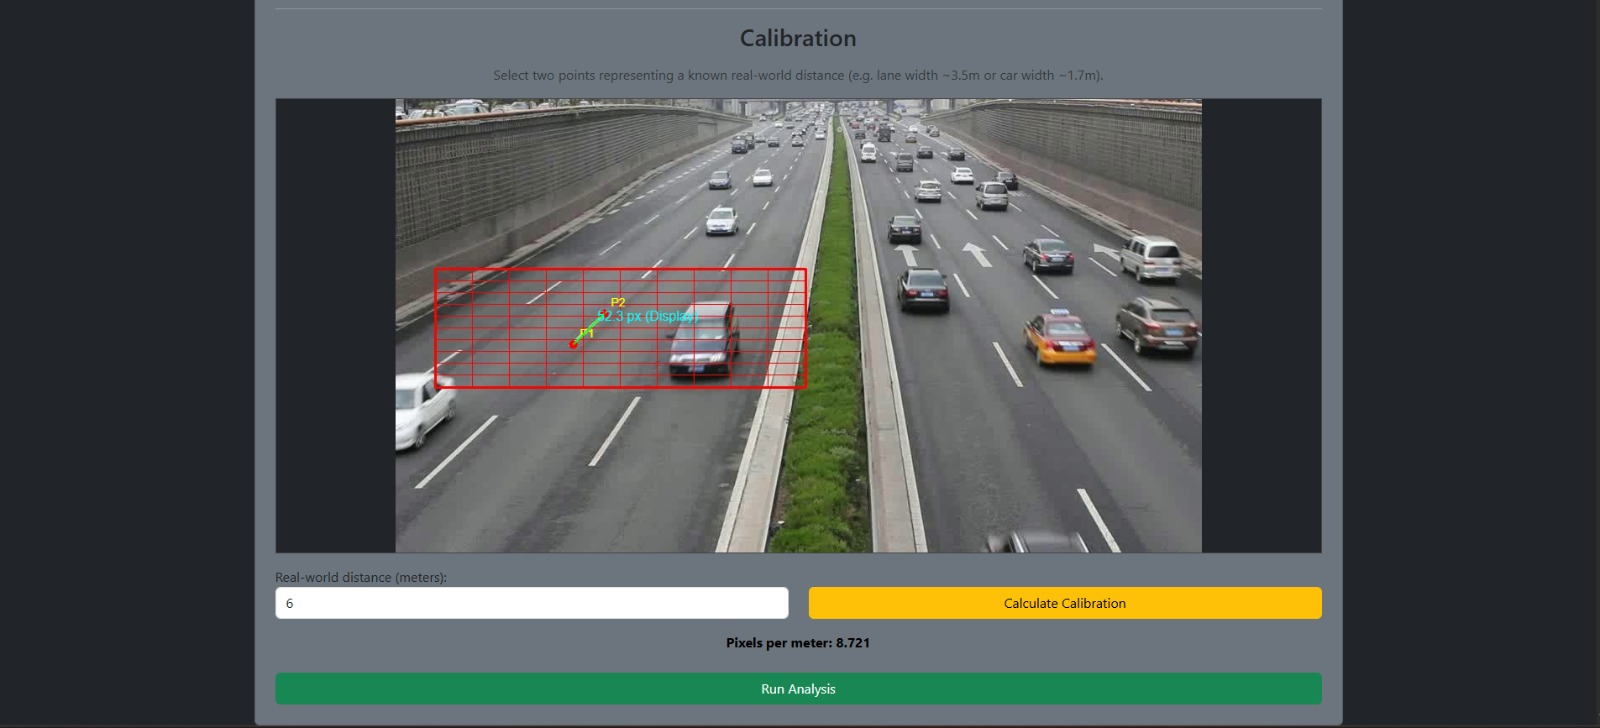 Calibration
Select two points representing a known real-world distance (e.g. lane width ~3.5m or car width ~1.7m).
P2
52.3 px (Display)
P1
Real-world distance (meters):
6
Calculate Calibration
Pixels per meter: 8.721
Run Analysis